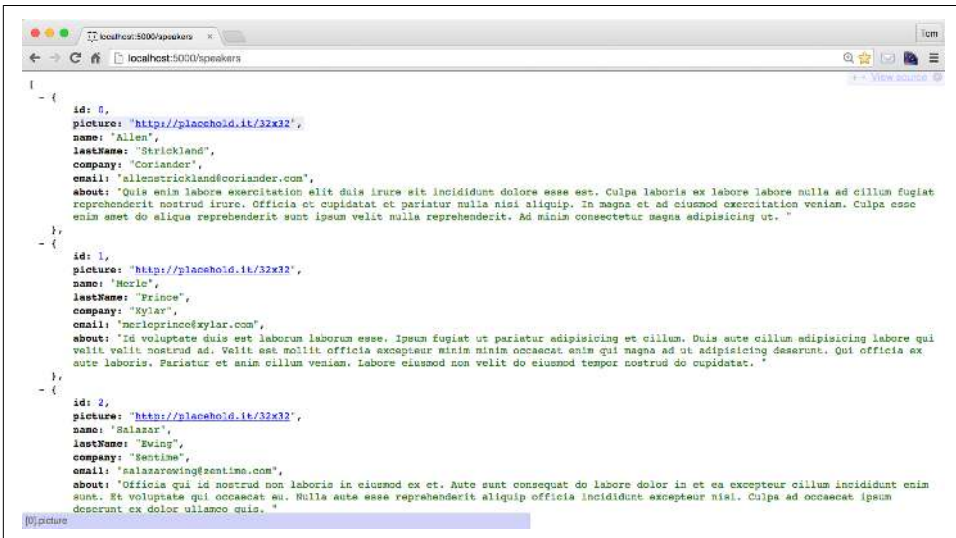 localhost:5000/speakers ×
Tom
localhost:5000/speakers
View source
[
- {
id: 0,
picture: "http://placehold.it/32x32",
name: "Allen",
lastName: "Strickland",
company: "Coriander",
email: "allenstrickland@coriander.com",
about: "Quis enim labore exercitation elit duis irure sit incididunt dolore esse est. Culpa laboris ex labore labore nulla ad cillum fugiat
reprehenderit nostrud irure. Officia et cupidatat et pariatur nulla nisi aliquip. In magna et ad eiusmod exercitation veniam. Culpa esse
enim amet do aliqua reprehenderit sunt ipsum velit nulla reprehenderit. Ad minim consectetur magna adipisicing ut. "
},
- {
id: 1,
picture: "http://placehold.it/32x32",
name: "Merle",
lastName: "Prince",
company: "Xylar",
email: "merleprince@xylar.com",
about: "Id voluptate duis est laborum laborum esse. Ipsum fugiat ut pariatur adipisicing et cillum. Duis aute cillum adipisicing labore qui
velit velit nostrud ad. Velit est mollit officia excepteur minim minim occaecat enim qui magna ad ut adipisicing deserunt. Qui officia ex
aute laboris. Pariatur et anim cillum veniam. Labore eiusmod non velit do eiusmod tempor nostrud do cupidatat. "
},
- {
id: 2,
picture: "http://placehold.it/32x32",
name: "Salazar",
lastName: "Ewing",
company: "Zentime",
email: "salazarewing@zentime.com",
about: "Officia qui id nostrud non laboris in eiusmod ex et. Aute sunt consequat do labore dolor in et ea excepteur cillum incididunt enim
sunt. Et voluptate qui occaecat eu. Nulla aute esse reprehenderit aliquip officia incididunt excepteur nisi. Culpa ad occaecat ipsum
deserunt ex dolor ullamco quis. "
[0].picture